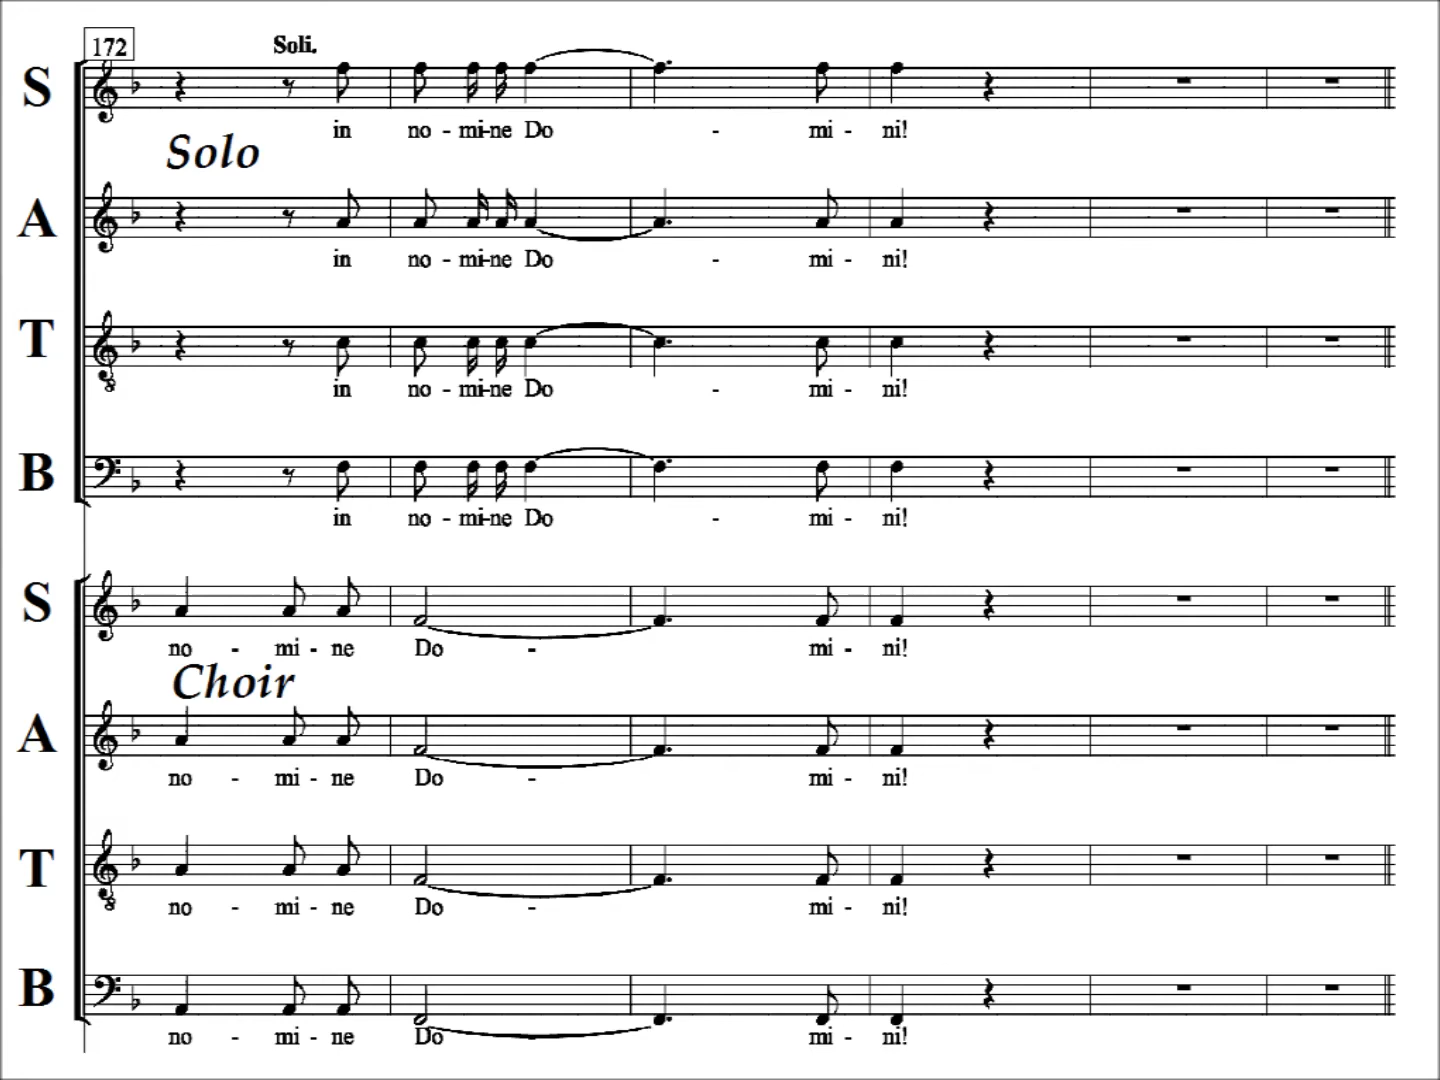 172 Soli.
S
in no - mi-ne Do - mi - ni!
Solo
A
in no - mi-ne Do - mi - ni!
T
in no - mi-ne Do - mi - ni!
B
in no - mi-ne Do - mi - ni!
S
no - mi - ne Do - mi - ni!
Choir
A
no - mi - ne Do - mi - ni!
T
no - mi - ne Do - mi - ni!
B
no - mi - ne Do mi - ni!